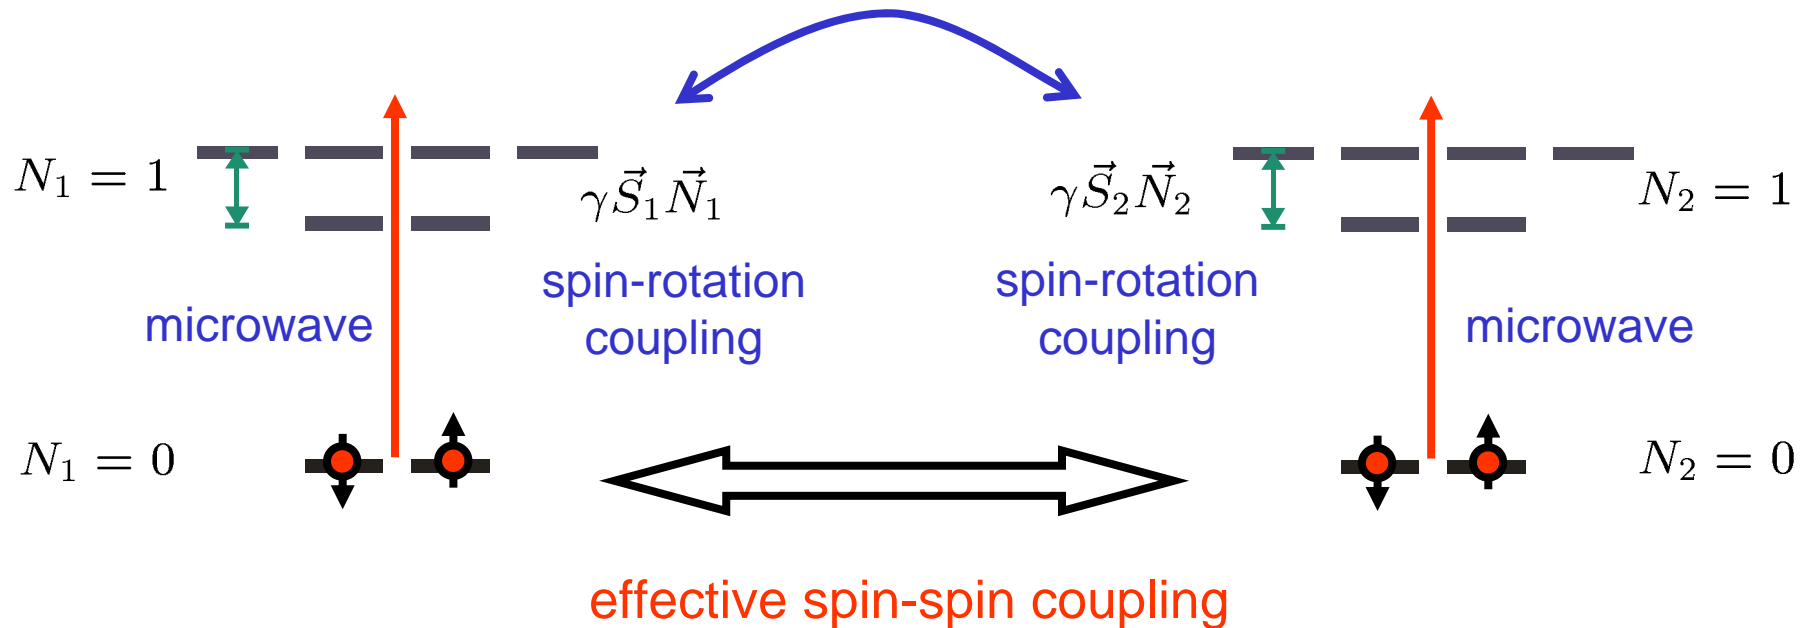 N₁ = 1
γS⃗₁N⃗₁
γS⃗₂N⃗₂
N₂ = 1
spin-rotation
coupling
spin-rotation
coupling
microwave
microwave
N₁ = 0
N₂ = 0
effective spin-spin coupling